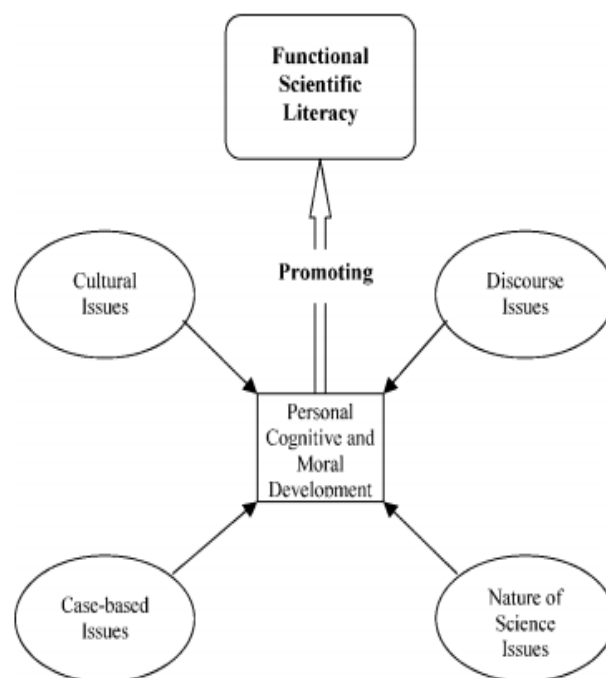 Functional
Scientific
Literacy
Promoting
Cultural
Issues
Discourse
Issues
Personal
Cognitive and
Moral
Development
Case-based
Issues
Nature of
Science
Issues